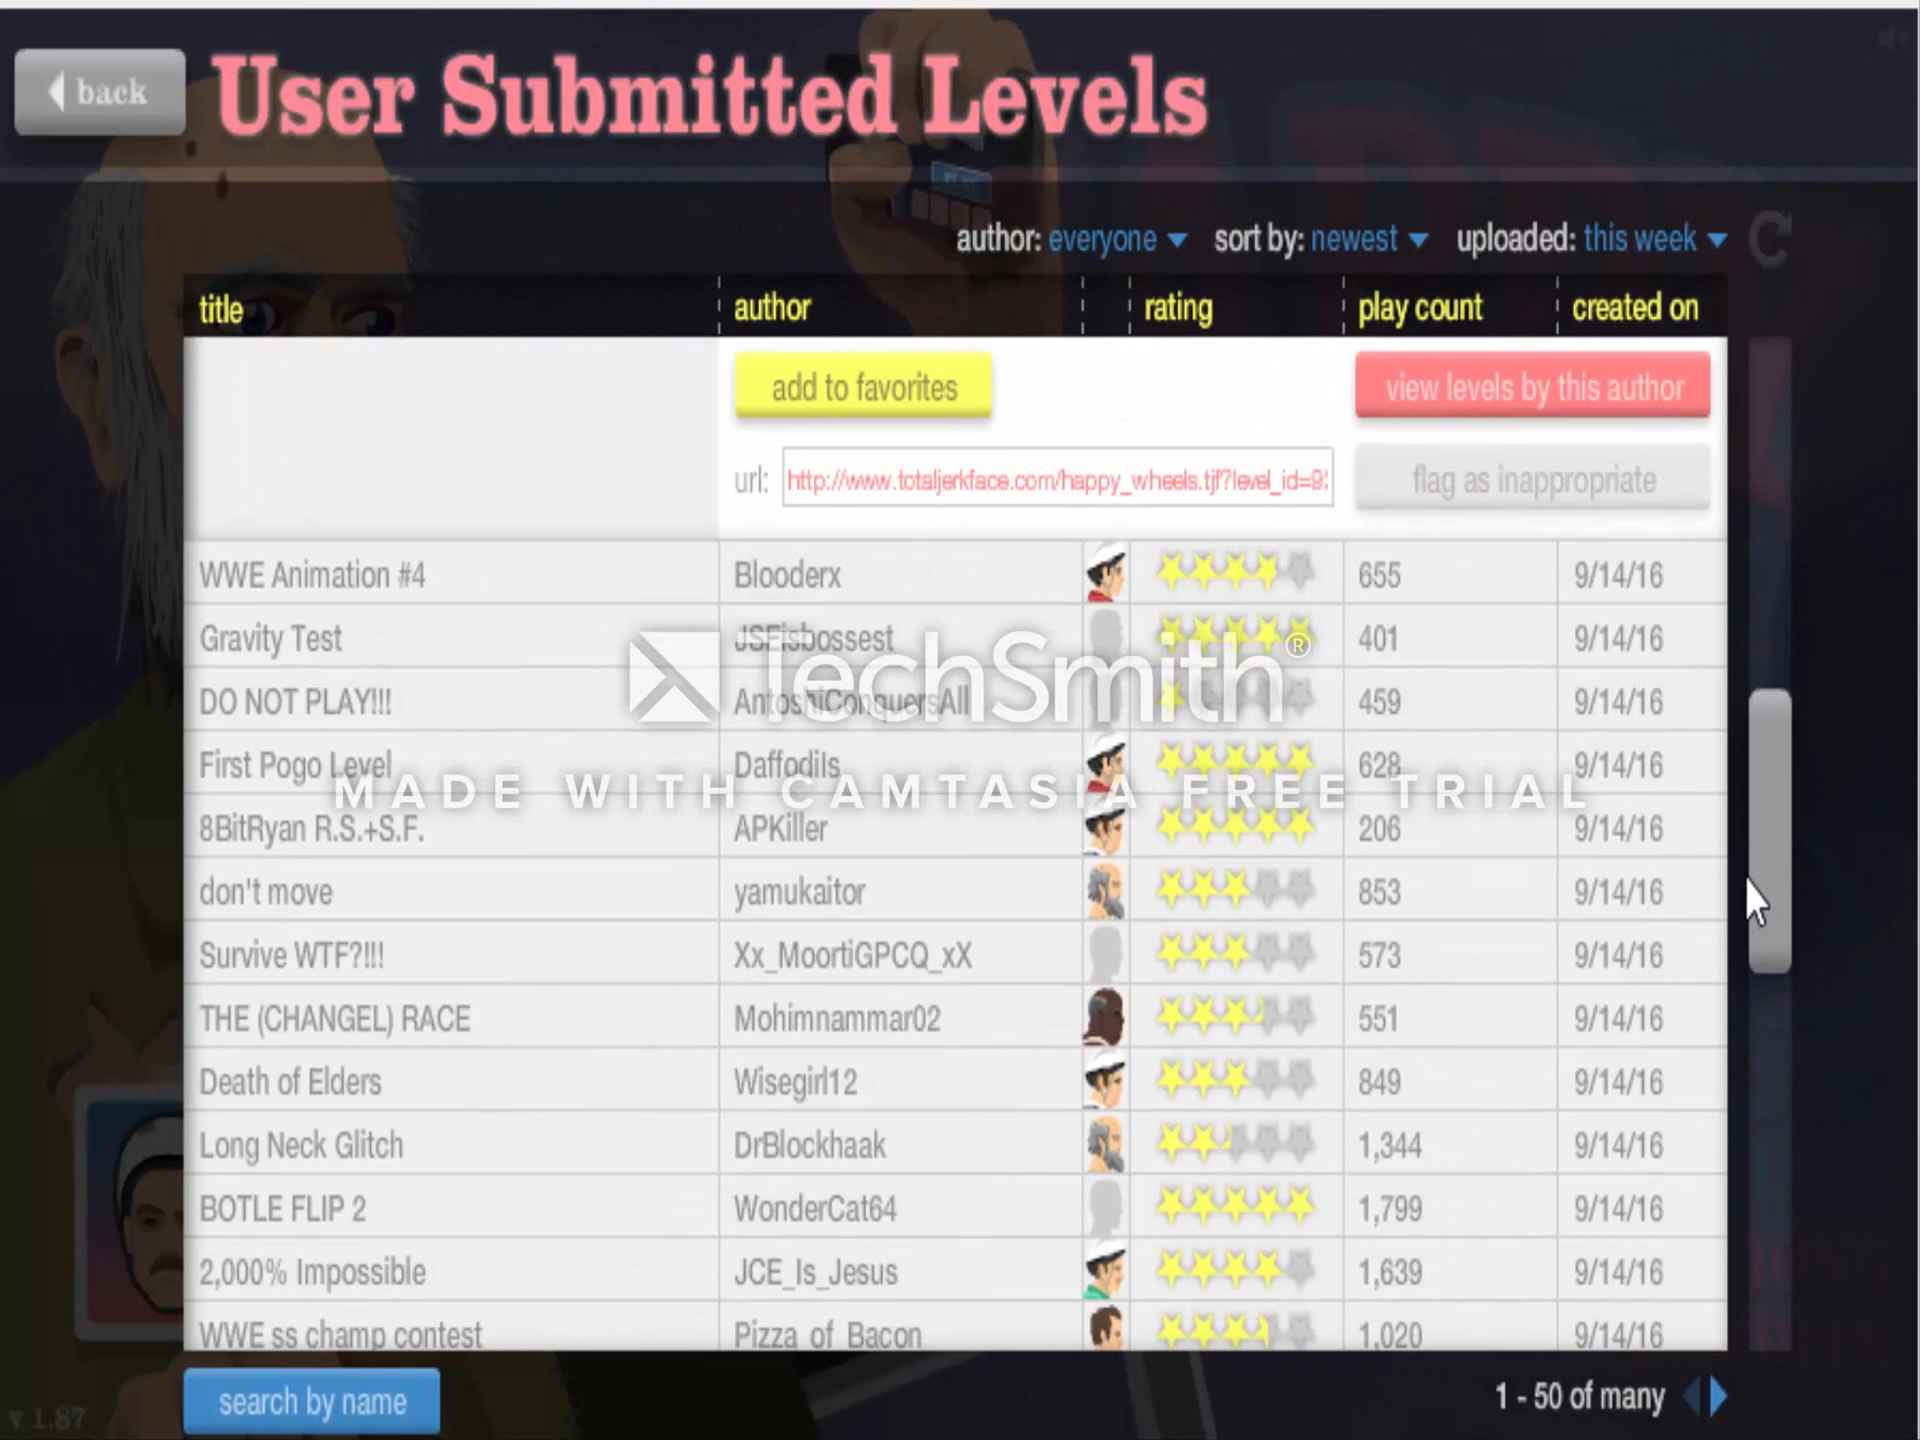 back
User Submitted Levels
author: everyone sort by: newest uploaded: this week
title author rating play count created on
add to favorites view levels by this author
url: http://www.totaljerkface.com/happy_wheels.tjf?level_id=9 flag as inappropriate
WWE Animation #4 Blooderx 655 9/14/16
Gravity Test JSEisbossest 401 9/14/16
TechSmith®
DO NOT PLAY!!! AntoshiConquersAll 459 9/14/16
First Pogo Level Daffodils 628 9/14/16
MADE WITH CAMTASIA FREE TRIAL
8BitRyan R.S.+S.F. APKiller 206 9/14/16
don't move yamukaitor 853 9/14/16
Survive WTF?!!! Xx_MoortiGPCQ_xX 573 9/14/16
THE (CHANGEL) RACE Mohimnammar02 551 9/14/16
Death of Elders Wisegirl12 849 9/14/16
Long Neck Glitch DrBlockhaak 1,344 9/14/16
BOTLE FLIP 2 WonderCat64 1,799 9/14/16
2,000% Impossible JCE_Is_Jesus 1,639 9/14/16
WWE ss champ contest Pizza_of_Bacon 1,020 9/14/16
search by name 1 - 50 of many
v 1.87